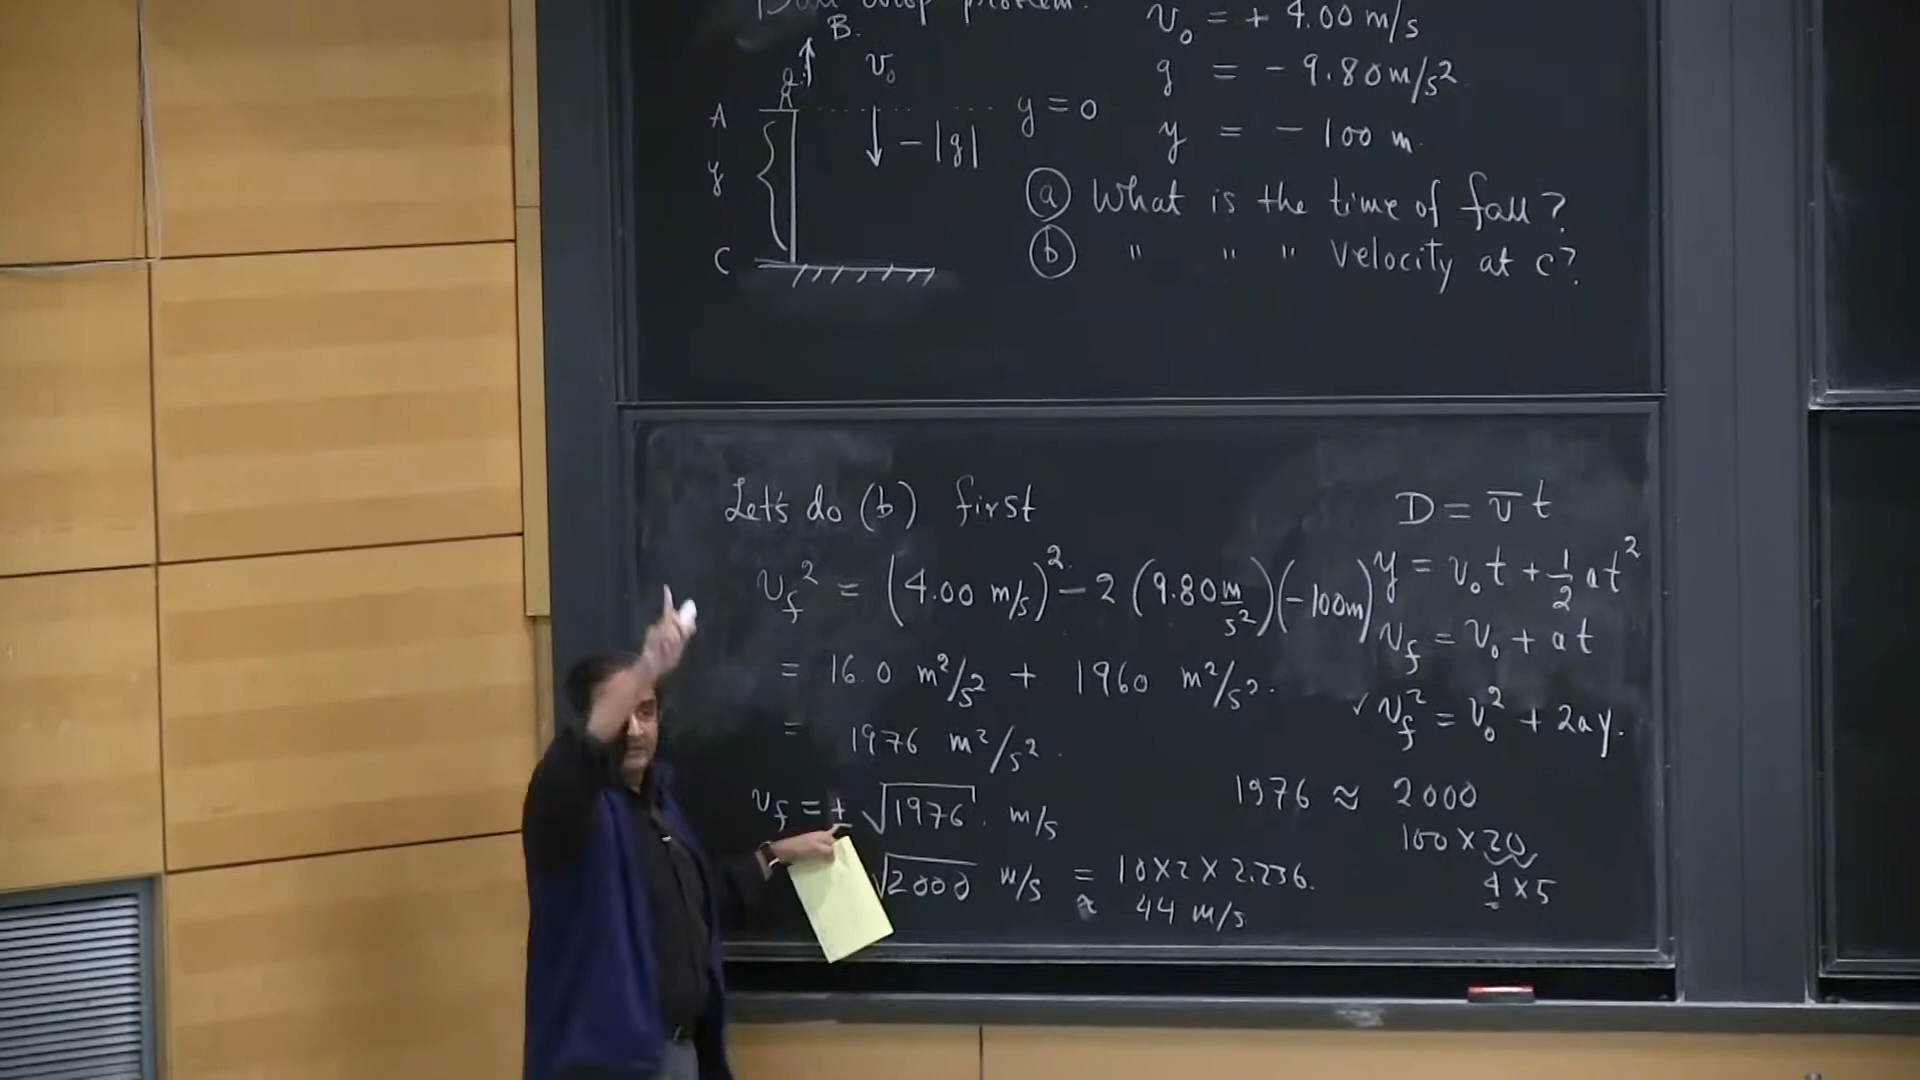 Ball drop problem.
v₀ = + 4.00 m/s
B.
v₀
g = - 9.80 m/s²
A
y = 0
- |g|
y = - 100 m.
y
ⓐ What is the time of fall?
C
ⓑ " " " velocity at C?
Let's do (b) first
v_f² = (4.00 m/s)² - 2 (9.80 m/s²)(-100m)
= 16.0 m²/s² + 1960 m²/s².
= 1976 m²/s².
v_f = ± √1976. m/s
√2000 m/s = 10×2×2.236.
≈ 44 m/s
D = v̅ t
y = v₀t + ½ at²
v_f = v₀ + at
✓ v_f² = v₀² + 2ay.
1976 ≈ 2000
100 × 20
4 × 5